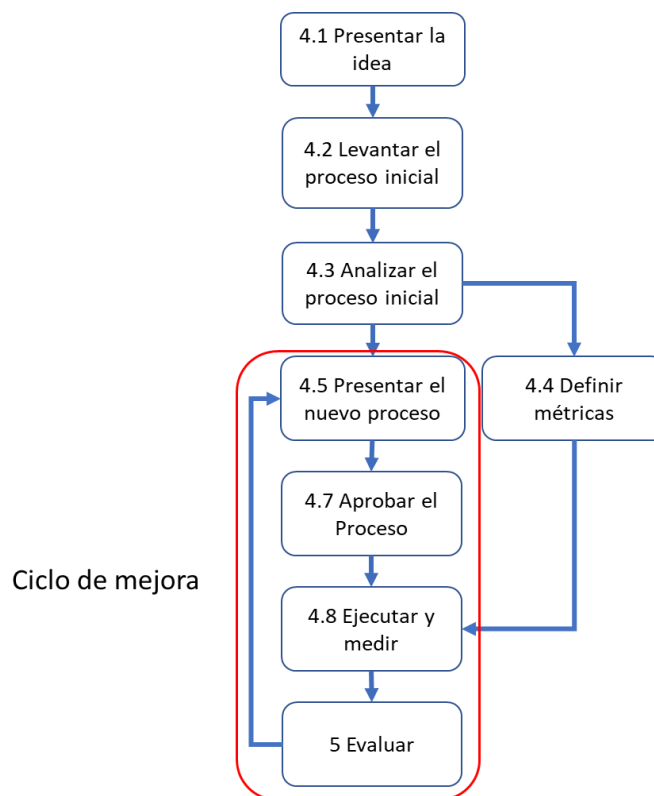 4.1 Presentar la
idea
4.2 Levantar el
proceso inicial
4.3 Analizar el
proceso inicial
4.5 Presentar el
nuevo proceso
4.4 Definir
métricas
4.7 Aprobar el
Proceso
Ciclo de mejora
4.8 Ejecutar y
medir
5 Evaluar